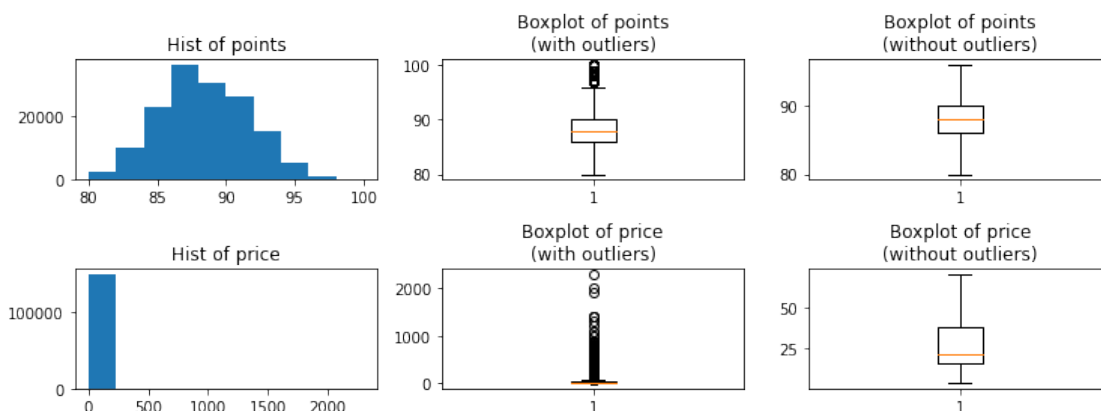 Hist of points
20000
0
80 85 90 95 100
Boxplot of points
(with outliers)
100
90
80
1
Boxplot of points
(without outliers)
90
80
1
Hist of price
100000
0
0 500 1000 1500 2000
Boxplot of price
(with outliers)
2000
1000
0
1
Boxplot of price
(without outliers)
50
25
1